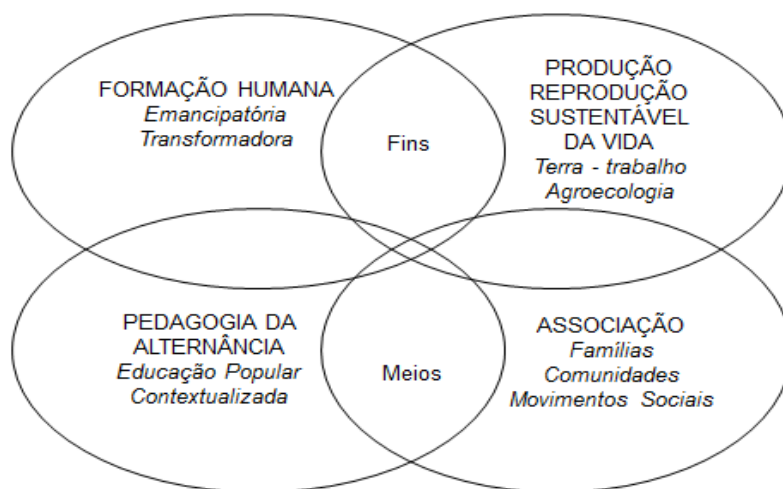 FORMAÇÃO HUMANA
Emancipatória
Transformadora
Fins
PRODUÇÃO
REPRODUÇÃO
SUSTENTÁVEL
DA VIDA
Terra - trabalho
Agroecologia
PEDAGOGIA DA
ALTERNÂNCIA
Educação Popular
Contextualizada
Meios
ASSOCIAÇÃO
Famílias
Comunidades
Movimentos Sociais